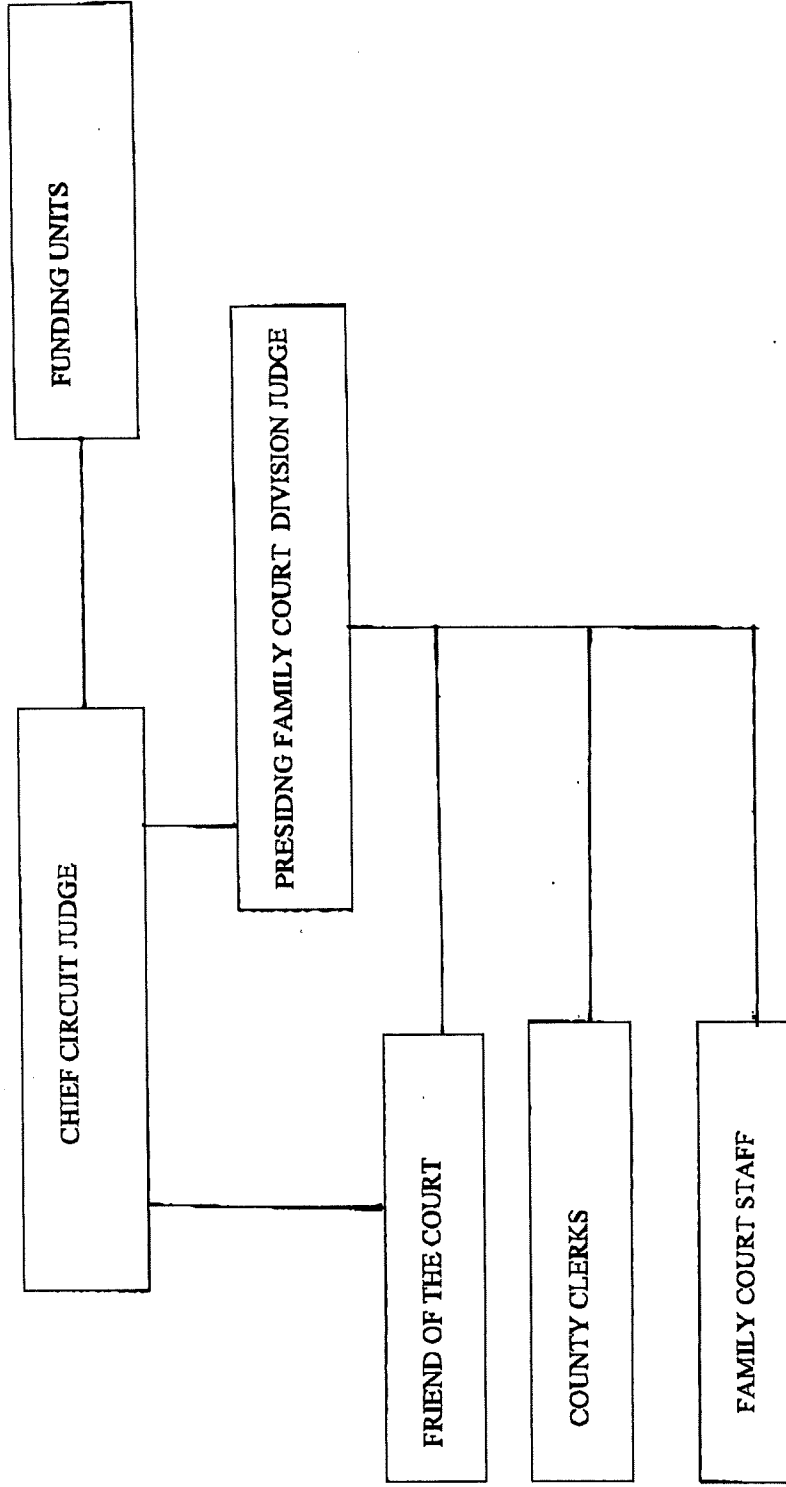 FUNDING UNITS
CHIEF CIRCUIT JUDGE
PRESIDNG FAMILY COURT DIVISION JUDGE
FRIEND OF THE COURT
COUNTY CLERKS
FAMILY COURT STAFF